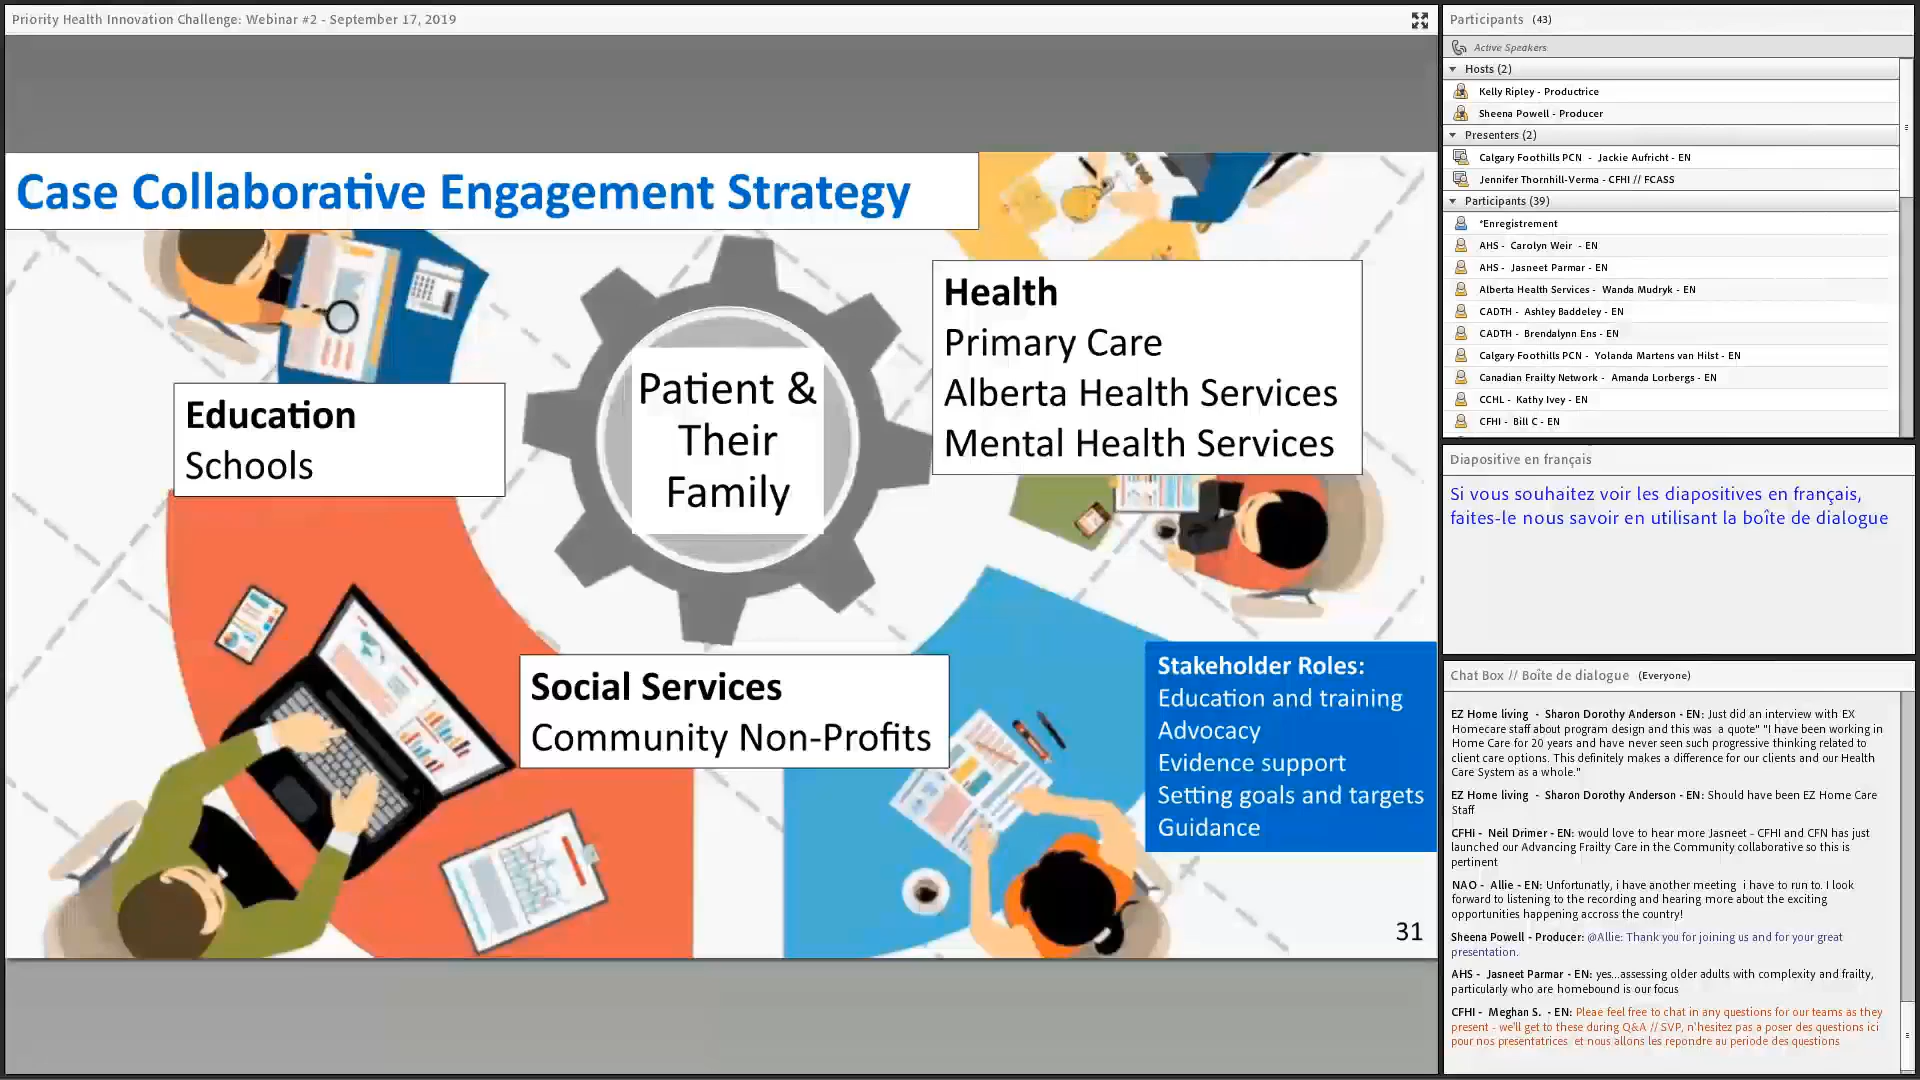 Priority Health Innovation Challenge: Webinar #2 - September 17, 2019
Case Collaborative Engagement Strategy
Education
Schools
Patient &
Their
Family
Health
Primary Care
Alberta Health Services
Mental Health Services
Social Services
Community Non-Profits
Stakeholder Roles:
Education and training
Advocacy
Evidence support
Setting goals and targets
Guidance
31
Participants (43)
Active Speakers
Hosts (2)
Kelly Ripley - Productrice
Sheena Powell - Producer
Presenters (2)
Calgary Foothills PCN - Jackie Aufricht - EN
Jennifer Thornhill-Verma - CFHI // FCASS
Participants (39)
*Enregistrement
AHS - Carolyn Weir - EN
AHS - Jasneet Parmar - EN
Alberta Health Services - Wanda Mudryk - EN
CADTH - Ashley Baddeley - EN
CADTH - Brendalynn Ens - EN
Calgary Foothills PCN - Yolanda Martens van Hilst - EN
Canadian Frailty Network - Amanda Lorbergs - EN
CCHL - Kathy Ivey - EN
CFHI - Bill C - EN
Diapositive en français
Si vous souhaitez voir les diapositives en français,
faites-le nous savoir en utilisant la boîte de dialogue
Chat Box // Boîte de dialogue (Everyone)
EZ Home living - Sharon Dorothy Anderson - EN: Just did an interview with EX
Homecare staff about program design and this was a quote" "I have been working in
Home Care for 20 years and have never seen such progressive thinking related to
client care options. This definitely makes a difference for our clients and our Health
Care System as a whole."
EZ Home living - Sharon Dorothy Anderson - EN: Should have been EZ Home Care
Staff
CFHI - Neil Drimer - EN: would love to hear more Jasneet - CFHI and CFN has just
launched our Advancing Frailty Care in the Community collaborative so this is
pertinent
NAO - Allie - EN: Unfortunatly, i have another meeting i have to run to. I look
forward to listening to the recording and hearing more about the exciting
opportunities happening accross the country!
Sheena Powell - Producer: @Allie: Thank you for joining us and for your great
presentation.
AHS - Jasneet Parmar - EN: yes...assessing older adults with complexity and frailty,
particularly who are homebound is our focus
CFHI - Meghan S. - EN: Pleae feel free to chat in any questions for our teams as they
present - we'll get to these during Q&A // SVP, n'hesitez pas a poser des questions ici
pour nos presentatrices et nous allons les repondre au periode des questions